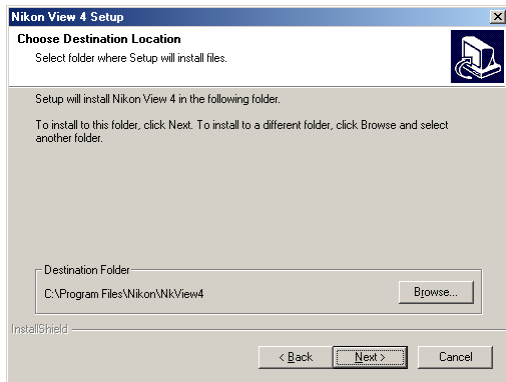 Nikon View 4 Setup
Choose Destination Location
Select folder where Setup will install files.
Setup will install Nikon View 4 in the following folder.
To install to this folder, click Next. To install to a different folder, click Browse and select
another folder.
Destination Folder
C:\Program Files\Nikon\NkView4
Browse...
InstallShield
< Back
Next >
Cancel